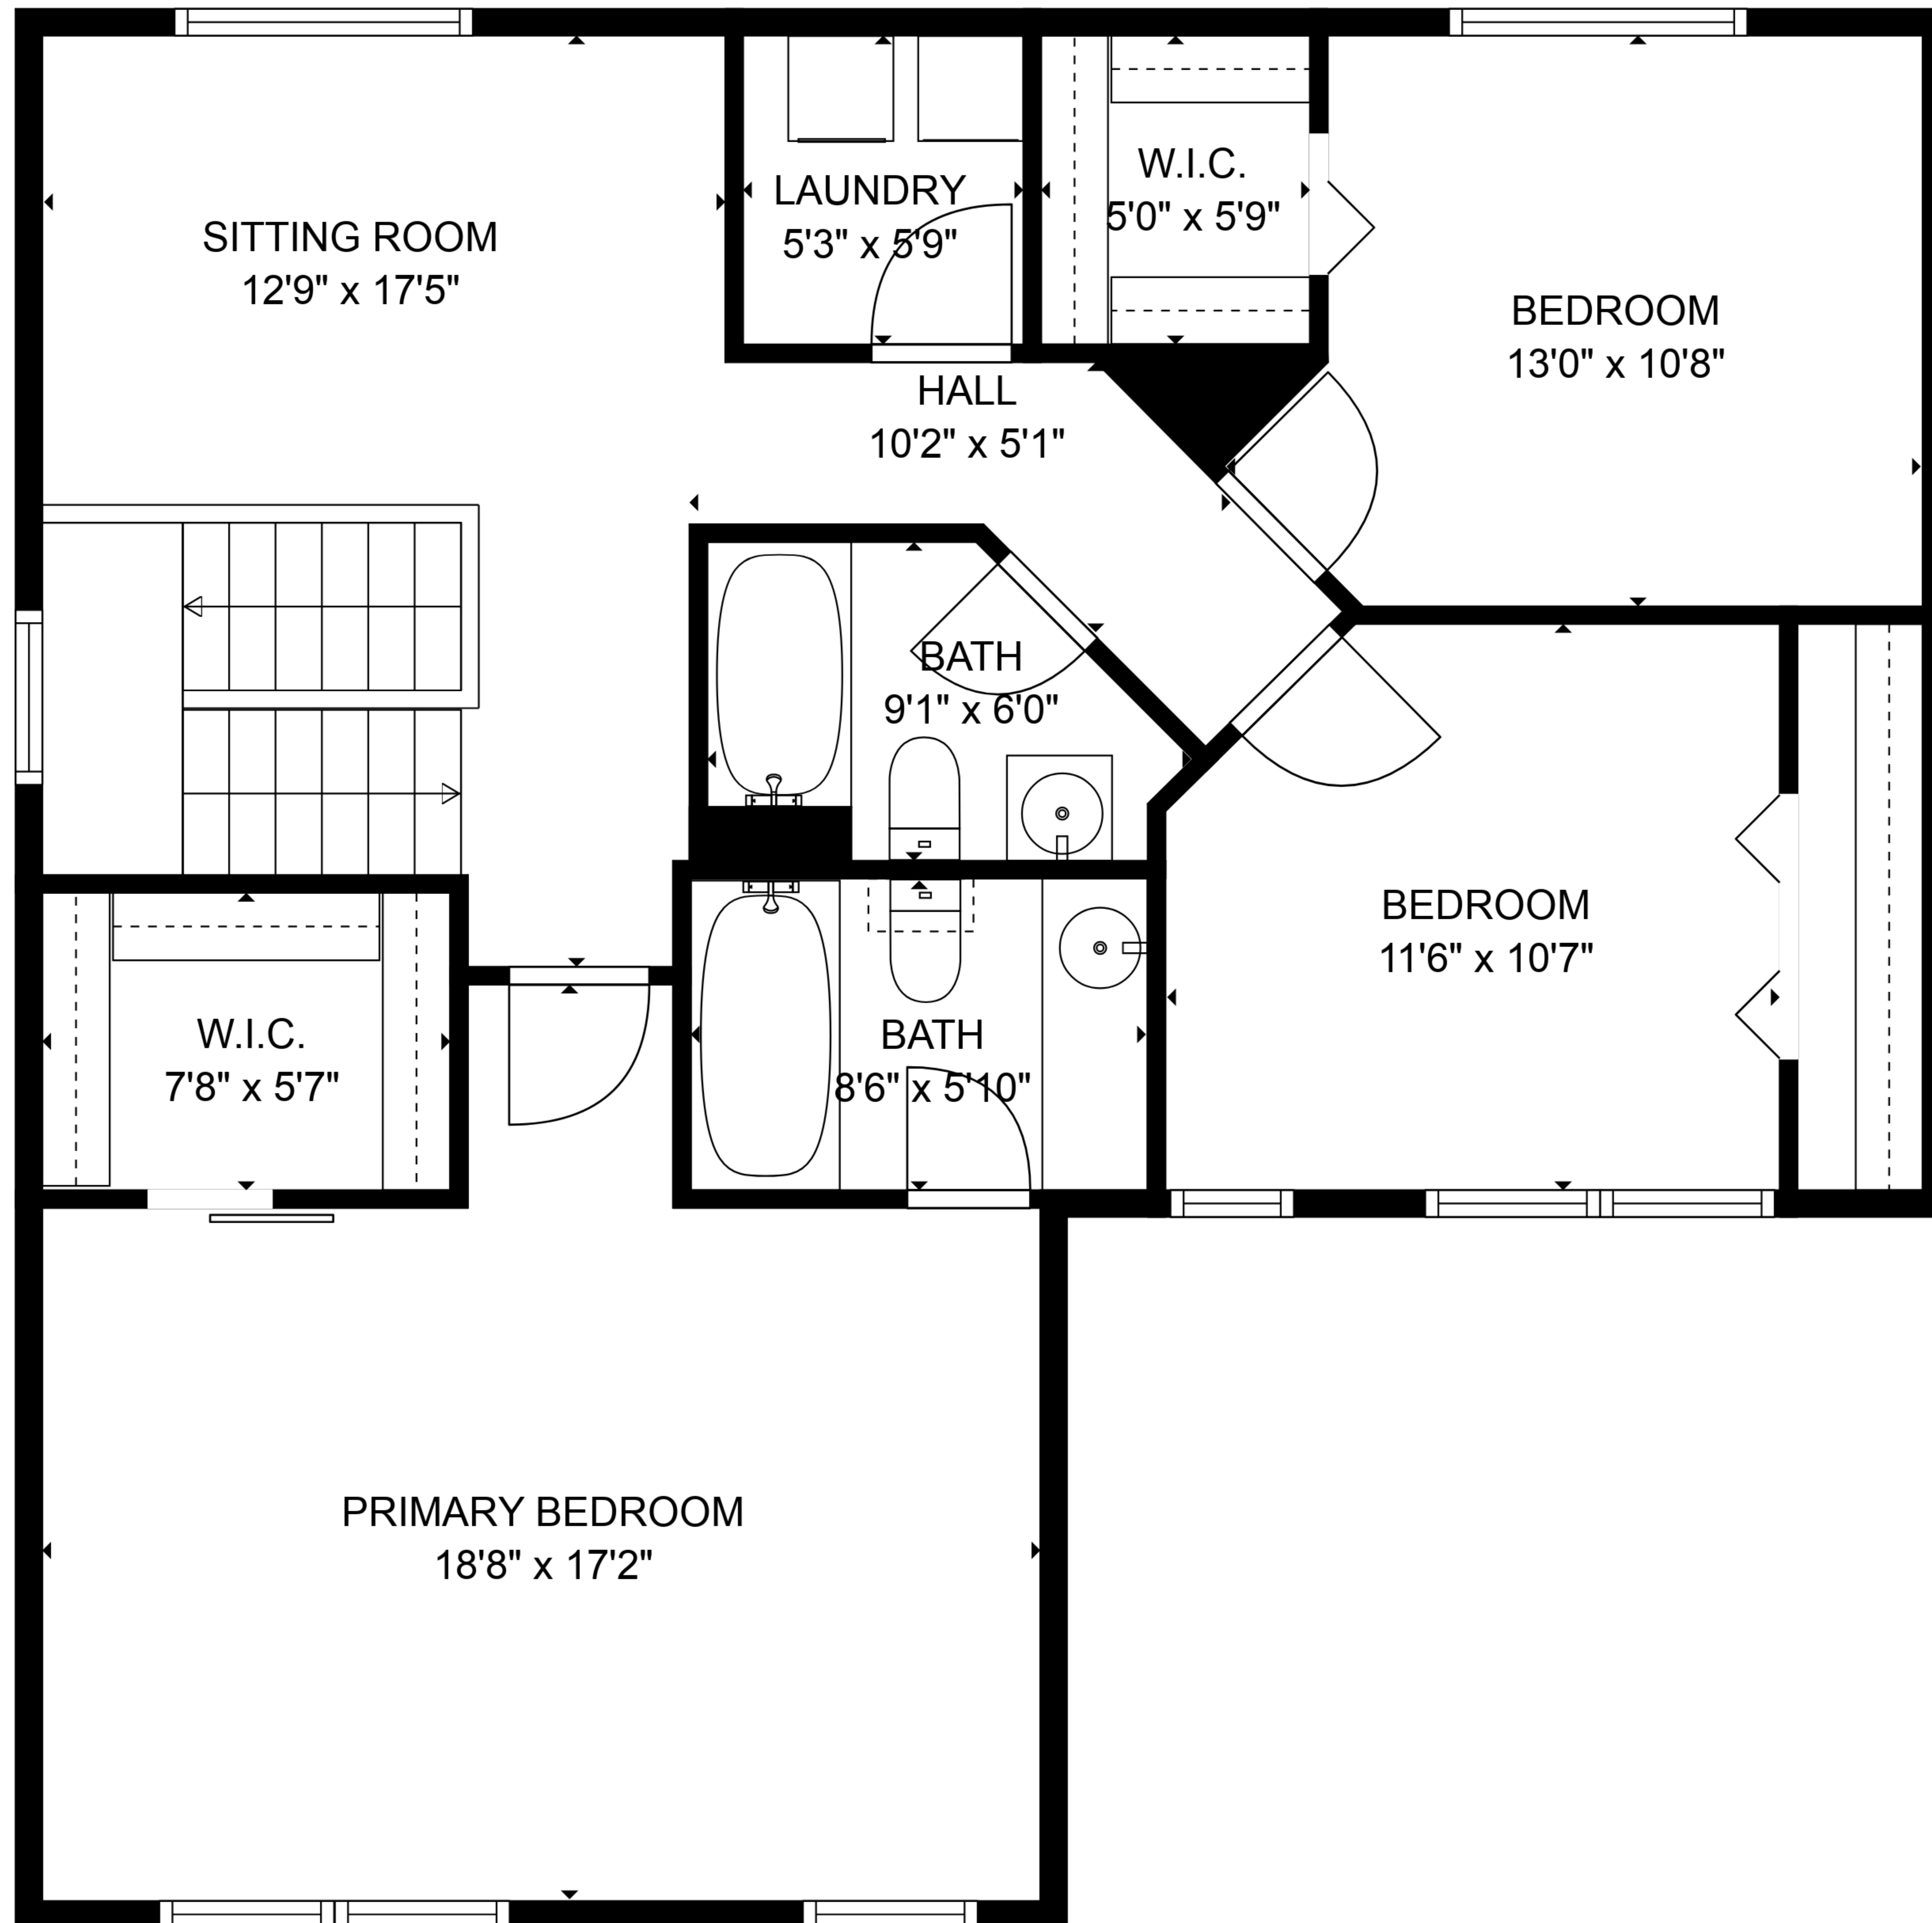 SITTING ROOM
12'9" x 17'5"
LAUNDRY
5'3" x 5'9"
W.I.C.
5'0" x 5'9"
BEDROOM
13'0" x 10'8"
HALL
10'2" x 5'1"
BATH
9'1" x 6'0"
BEDROOM
11'6" x 10'7"
W.I.C.
7'8" x 5'7"
BATH
8'6" x 5'10"
PRIMARY BEDROOM
18'8" x 17'2"